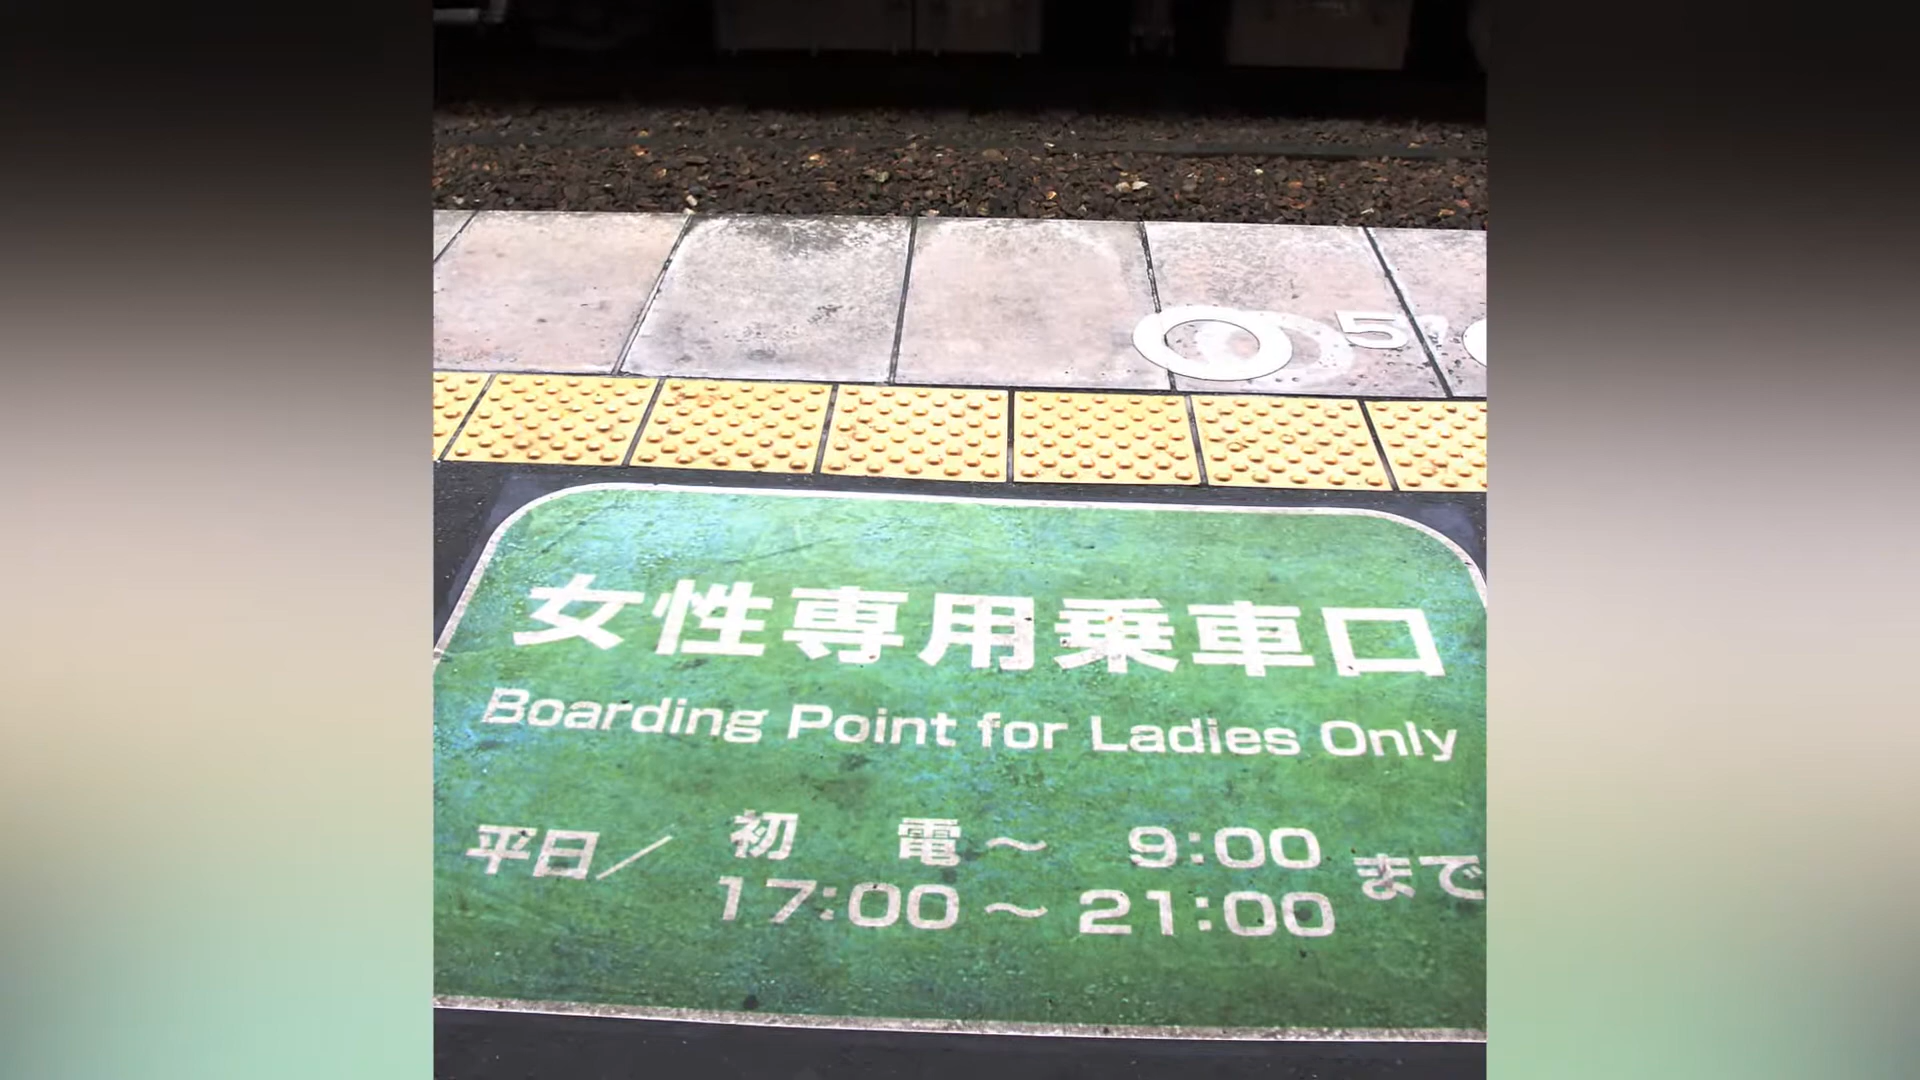 5
女性専用乗車口
Boarding Point for Ladies Only
平日／ 初 電～ 9:00 まで
17:00～21:00